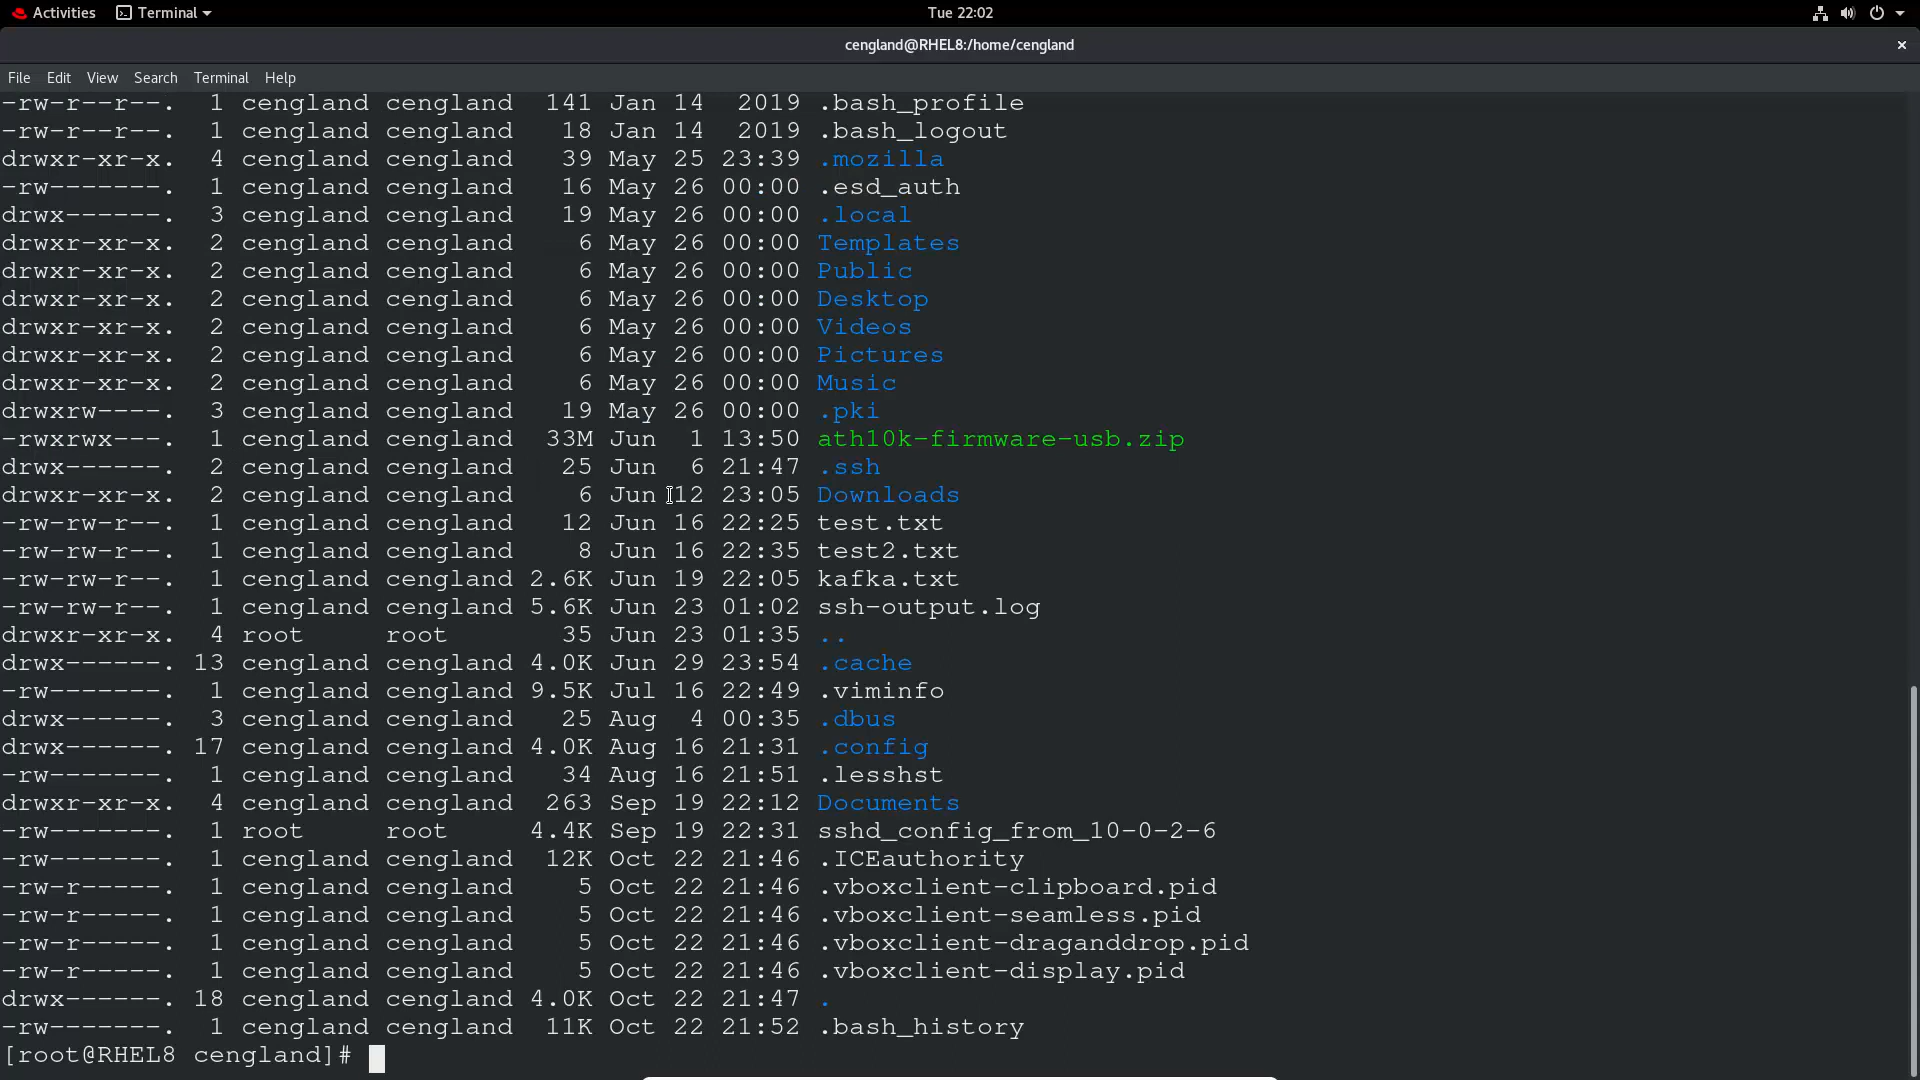 Activities Terminal Tue 22:02
cengland@RHEL8:/home/cengland ×
File Edit View Search Terminal Help
-rw-r--r--. 1 cengland cengland 141 Jan 14 2019 .bash_profile
-rw-r--r--. 1 cengland cengland 18 Jan 14 2019 .bash_logout
drwxr-xr-x. 4 cengland cengland 39 May 25 23:39 .mozilla
-rw-------. 1 cengland cengland 16 May 26 00:00 .esd_auth
drwx------. 3 cengland cengland 19 May 26 00:00 .local
drwxr-xr-x. 2 cengland cengland 6 May 26 00:00 Templates
drwxr-xr-x. 2 cengland cengland 6 May 26 00:00 Public
drwxr-xr-x. 2 cengland cengland 6 May 26 00:00 Desktop
drwxr-xr-x. 2 cengland cengland 6 May 26 00:00 Videos
drwxr-xr-x. 2 cengland cengland 6 May 26 00:00 Pictures
drwxr-xr-x. 2 cengland cengland 6 May 26 00:00 Music
drwxrw----. 3 cengland cengland 19 May 26 00:00 .pki
-rwxrwx---. 1 cengland cengland 33M Jun 1 13:50 ath10k-firmware-usb.zip
drwx------. 2 cengland cengland 25 Jun 6 21:47 .ssh
drwxr-xr-x. 2 cengland cengland 6 Jun 12 23:05 Downloads
-rw-rw-r--. 1 cengland cengland 12 Jun 16 22:25 test.txt
-rw-rw-r--. 1 cengland cengland 8 Jun 16 22:35 test2.txt
-rw-rw-r--. 1 cengland cengland 2.6K Jun 19 22:05 kafka.txt
-rw-rw-r--. 1 cengland cengland 5.6K Jun 23 01:02 ssh-output.log
drwxr-xr-x. 4 root root 35 Jun 23 01:35 ..
drwx------. 13 cengland cengland 4.0K Jun 29 23:54 .cache
-rw-------. 1 cengland cengland 9.5K Jul 16 22:49 .viminfo
drwx------. 3 cengland cengland 25 Aug 4 00:35 .dbus
drwx------. 17 cengland cengland 4.0K Aug 16 21:31 .config
-rw-------. 1 cengland cengland 34 Aug 16 21:51 .lesshst
drwxr-xr-x. 4 cengland cengland 263 Sep 19 22:12 Documents
-rw-------. 1 root root 4.4K Sep 19 22:31 sshd_config_from_10-0-2-6
-rw-------. 1 cengland cengland 12K Oct 22 21:46 .ICEauthority
-rw-r-----. 1 cengland cengland 5 Oct 22 21:46 .vboxclient-clipboard.pid
-rw-r-----. 1 cengland cengland 5 Oct 22 21:46 .vboxclient-seamless.pid
-rw-r-----. 1 cengland cengland 5 Oct 22 21:46 .vboxclient-draganddrop.pid
-rw-r-----. 1 cengland cengland 5 Oct 22 21:46 .vboxclient-display.pid
drwx------. 18 cengland cengland 4.0K Oct 22 21:47 .
-rw-------. 1 cengland cengland 11K Oct 22 21:52 .bash_history
[root@RHEL8 cengland]#